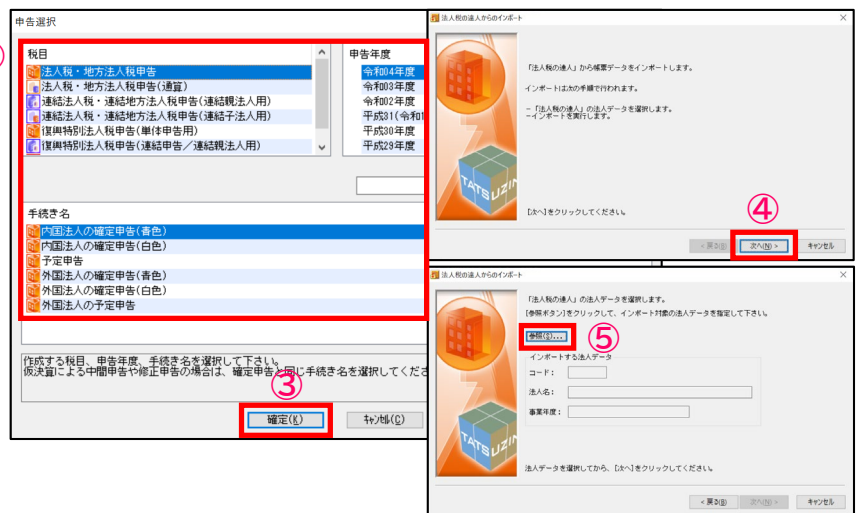 申告選択
税目
法人税・地方法人税申告
法人税・地方法人税申告(通算)
連結法人税・連結地方法人税申告(連結親法人用)
連結法人税・連結地方法人税申告(連結子法人用)
復興特別法人税申告(単体申告用)
復興特別法人税申告(連結申告／連結親法人用)
申告年度
令和04年度
令和03年度
令和02年度
平成31(令和
平成30年度
平成29年度
手続き名
内国法人の確定申告(青色)
内国法人の確定申告(白色)
予定申告
外国法人の確定申告(青色)
外国法人の確定申告(白色)
外国法人の予定申告
作成する税目、申告年度、手続き名を選択して下さい。
仮決算による中間申告や修正申告の場合は、確定申告と同じ手続き名を選択してくださ
③
確定(K)
ｷｬﾝｾﾙ(C)
法人税の達人からのインポート
「法人税の達人」から帳票データをインポートします。
インポートは次の手順で行われます。
-「法人税の達人」の法人データを選択します。
-インポートを実行します。
TATSUZIN
[次へ]をクリックしてください。
④
< 戻る(B)
次へ(N) >
キャンセル
法人税の達人からのインポート
「法人税の達人」の法人データを選択します。
[参照ボタン]をクリックして、インポート対象の法人データを指定して下さい。
参照(S)...
⑤
インポートする法人データ
コード：
法人名：
事業年度：
TATSUZIN
法人データを選択してから、[次へ]をクリックしてください。
< 戻る(B)
次へ(N) >
キャンセル